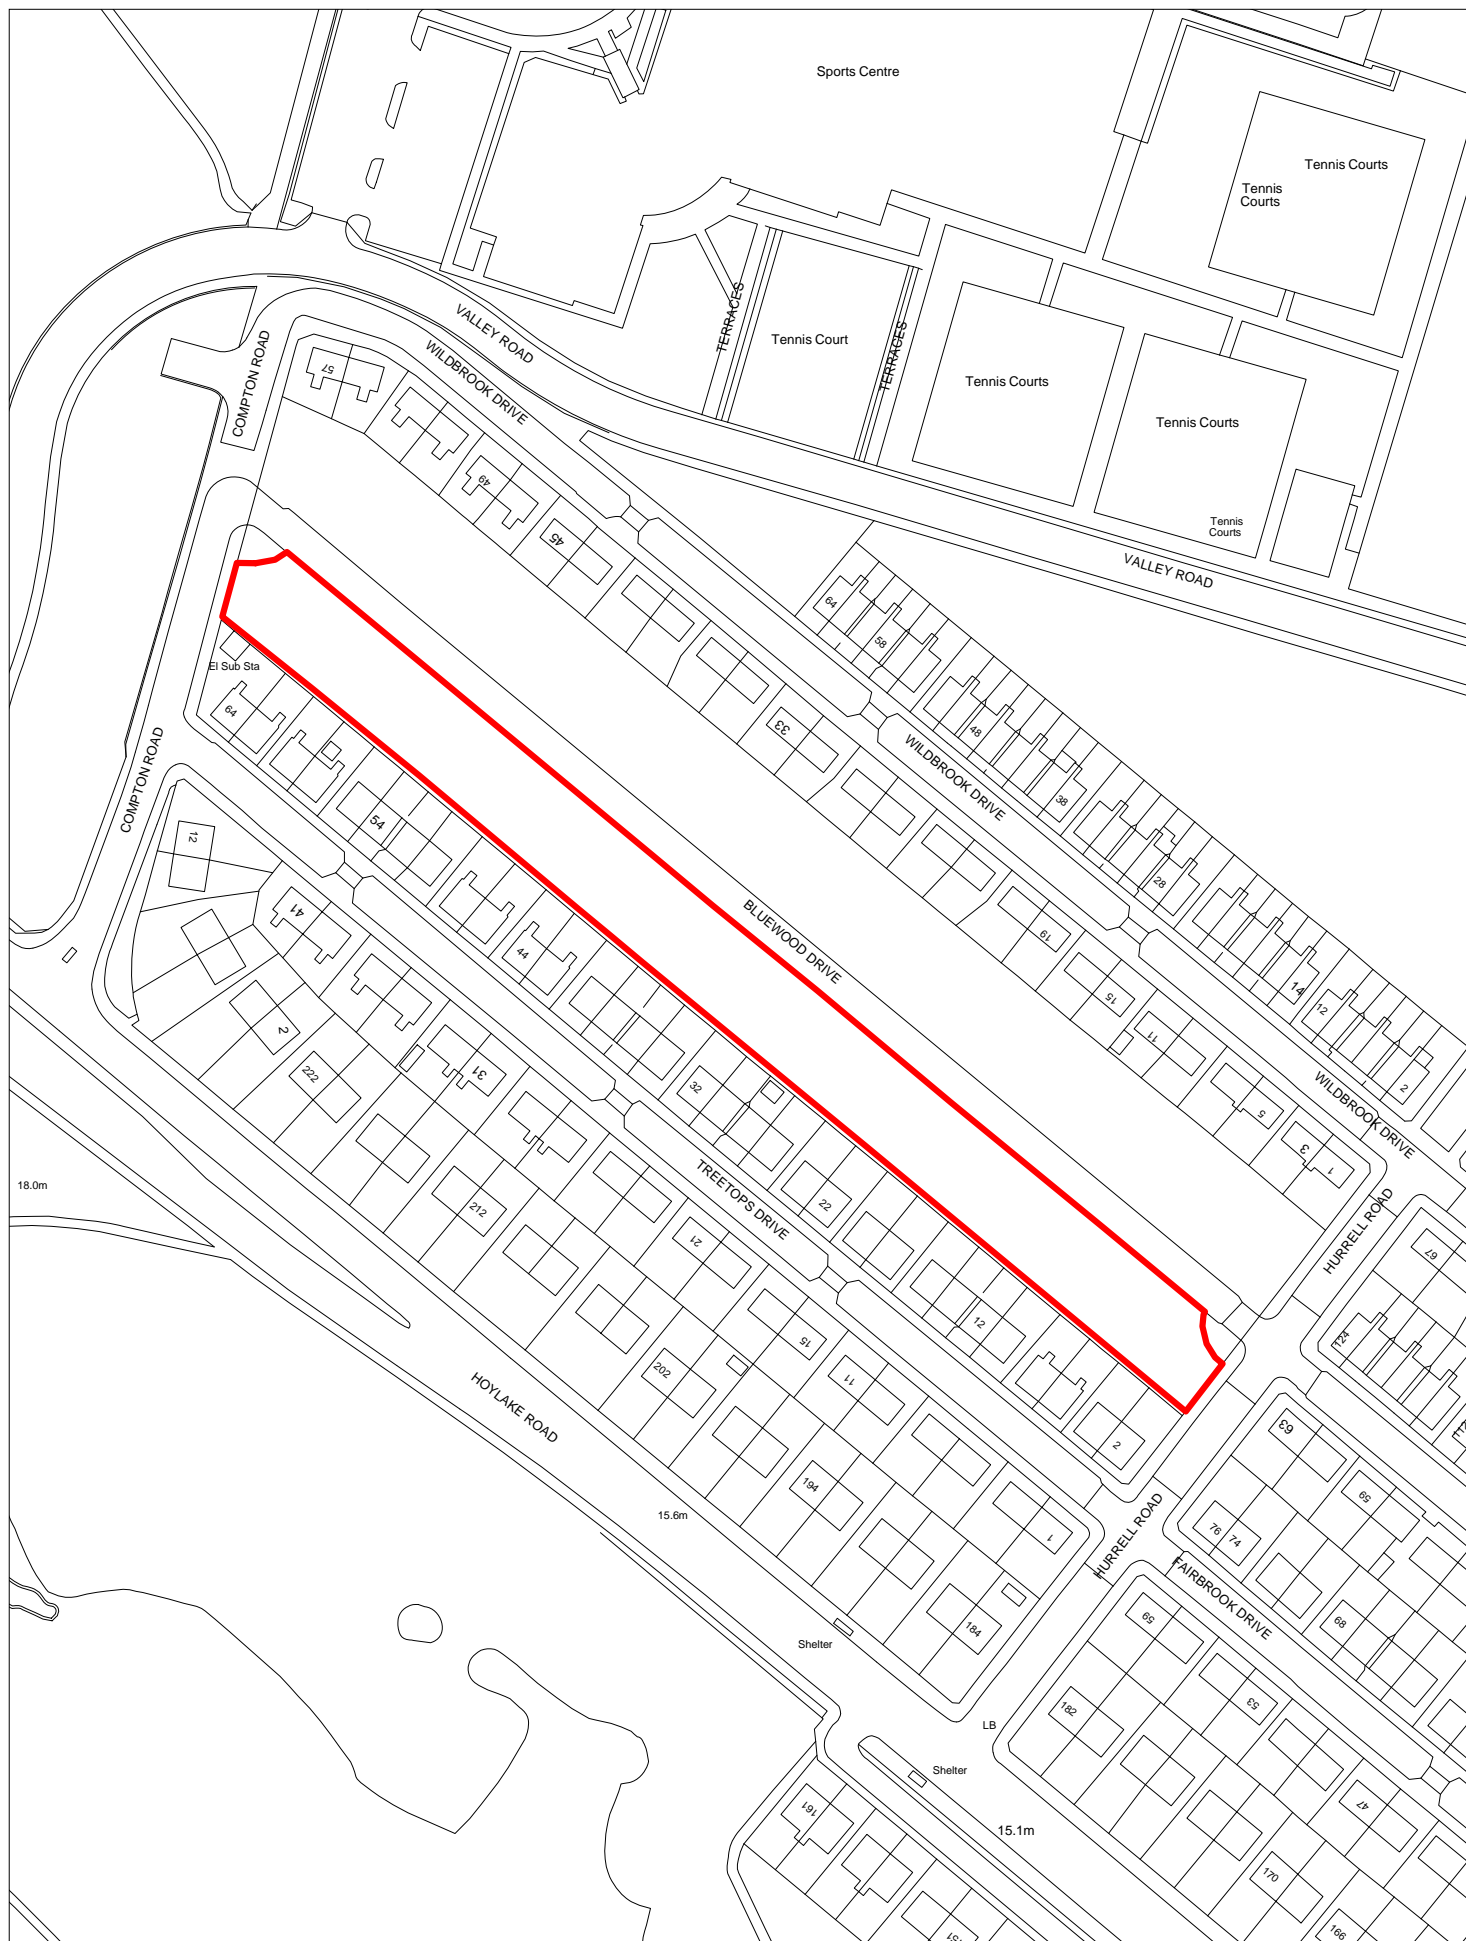 Sports Centre
Tennis Courts
Tennis
Courts
VALLEY ROAD
TERRACES
Tennis Court
TERRACES
Tennis Courts
Tennis Courts
Tennis
Courts
VALLEY ROAD
COMPTON ROAD
WILDBROOK DRIVE
57
49
45
64
58
48
38
28
14
12
2
El Sub Sta
64
33
WILDBROOK DRIVE
COMPTON ROAD
54
12
41
44
BLUEWOOD DRIVE
19
15
11
5
3
1
WILDBROOK DRIVE
2
222
31
32
22
12
2
TREETOPS DRIVE
18.0m
212
21
15
11
1
HURRELL ROAD
67
124
202
HOYLAKE ROAD
194
63
59
76
74
15.6m
HURRELL ROAD
FAIRBROOK DRIVE
184
59
68
Shelter
182
53
LB
Shelter
47
161
15.1m
170
166
151